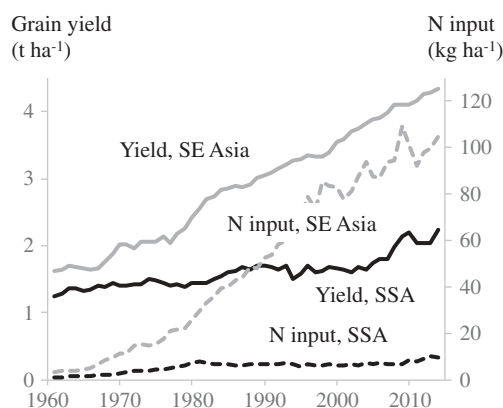 Grain yield
(t ha⁻¹)
N input
(kg ha⁻¹)
4
3
2
1
0
120
100
80
60
40
20
0
Yield, SE Asia
N input, SE Asia
Yield, SSA
N input, SSA
1960 1970 1980 1990 2000 2010